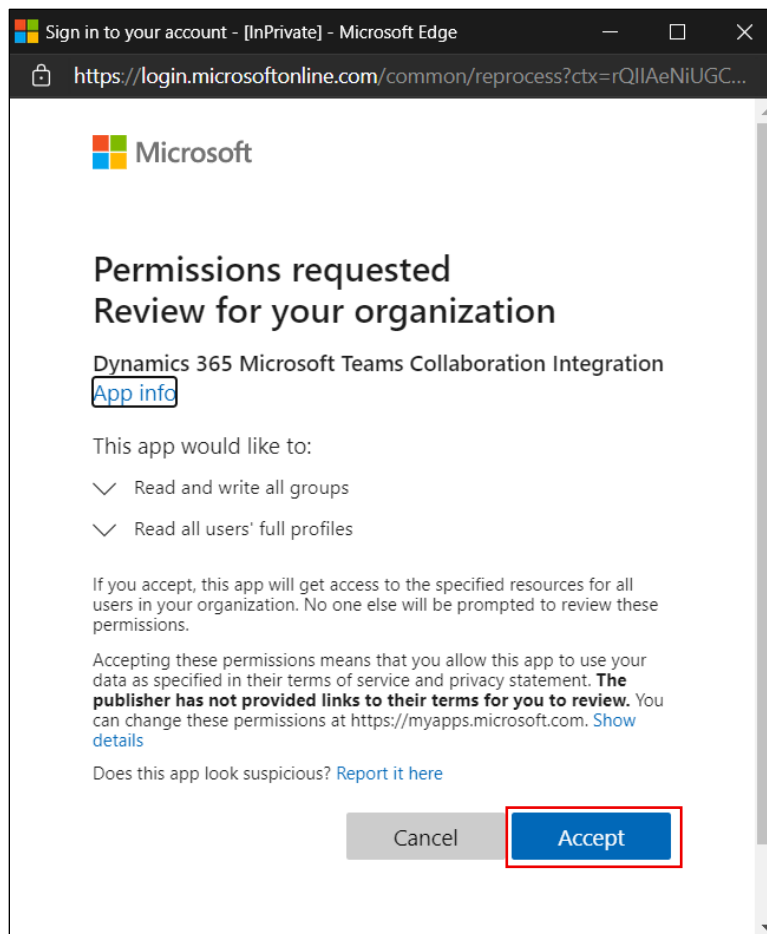 Sign in to your account - [InPrivate] - Microsoft Edge
https://login.microsoftonline.com/common/reprocess?ctx=rQIIAeNiUGC...
Microsoft
Permissions requested
Review for your organization
Dynamics 365 Microsoft Teams Collaboration Integration
App info
This app would like to:
Read and write all groups
Read all users' full profiles
If you accept, this app will get access to the specified resources for all
users in your organization. No one else will be prompted to review these
permissions.
Accepting these permissions means that you allow this app to use your
data as specified in their terms of service and privacy statement. The
publisher has not provided links to their terms for you to review. You
can change these permissions at https://myapps.microsoft.com. Show
details
Does this app look suspicious? Report it here
Cancel
Accept